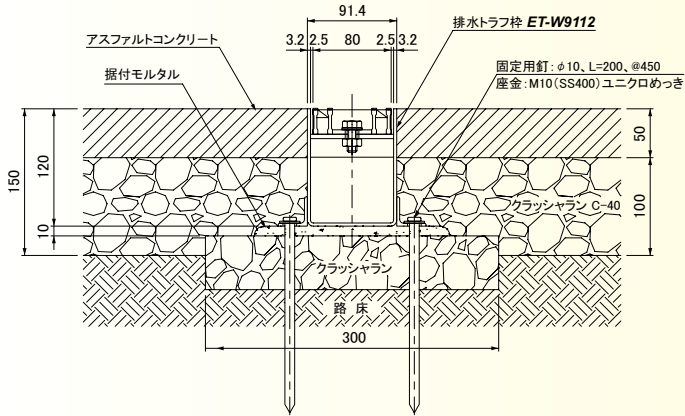 91.4
3.2 2.5 80 2.5 3.2
排水トラフ枠 ET-W9112
アスファルトコンクリート
据付モルタル
固定用釘:φ10、L=200、@450
座金:M10(SS400)ユニクロめっき
150
120
10
50
100
クラッシャラン C-40
クラッシャラン
路 床
300